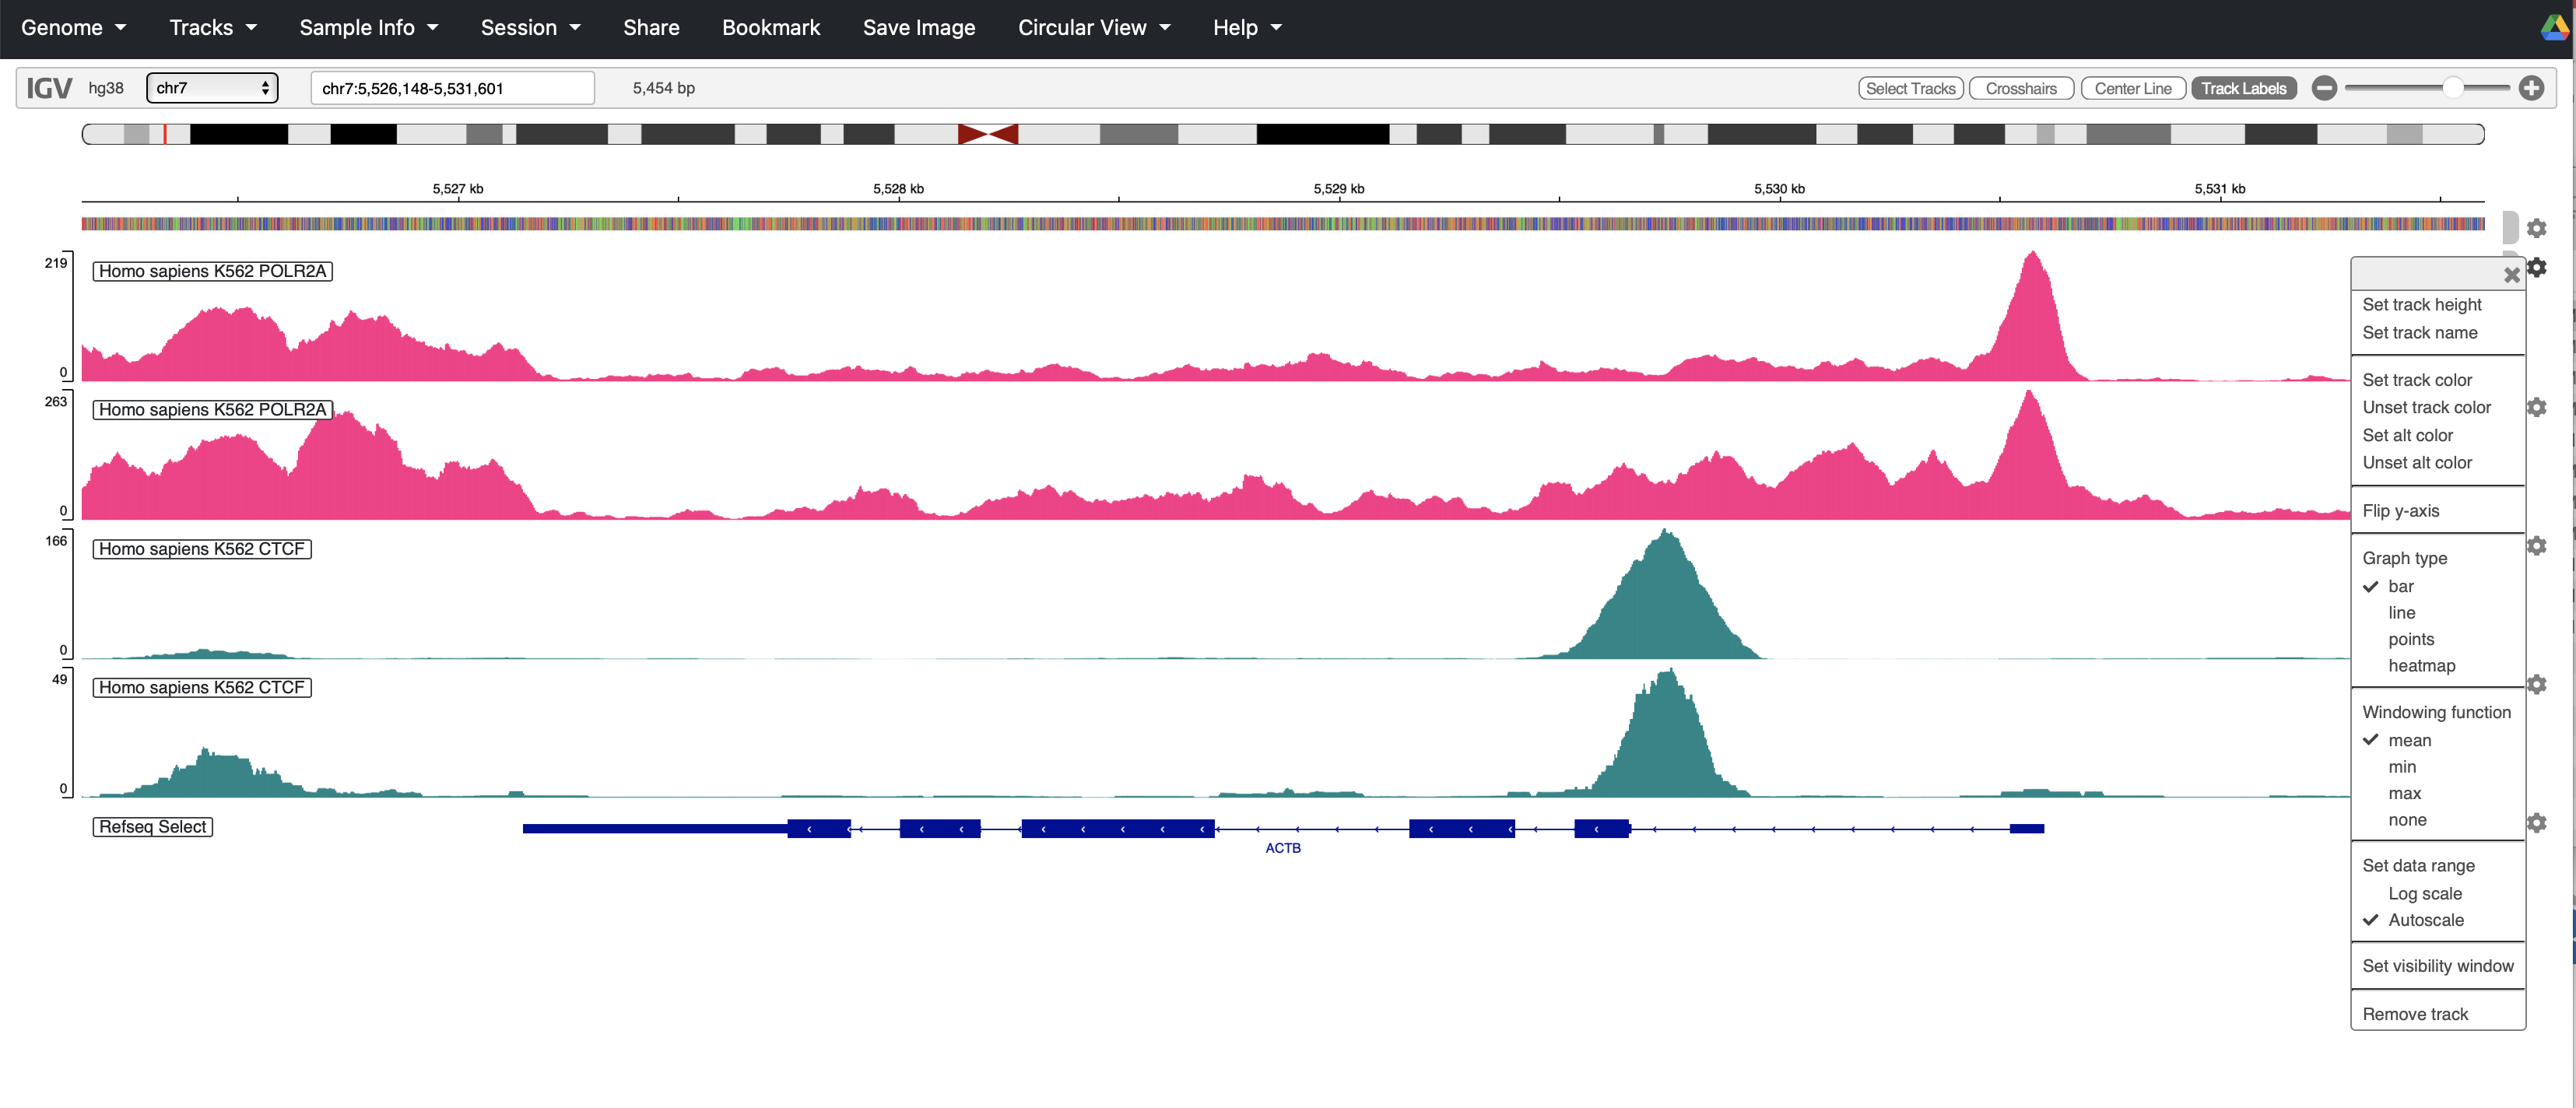 Genome Tracks Sample Info Session Share Bookmark Save Image Circular View Help
IGV hg38 chr7 chr7:5,526,148-5,531,601 5,454 bp Select Tracks Crosshairs Center Line Track Labels
5,527 kb 5,528 kb 5,529 kb 5,530 kb 5,531 kb
219
Homo sapiens K562 POLR2A
0
263
Homo sapiens K562 POLR2A
0
166
Homo sapiens K562 CTCF
0
49
Homo sapiens K562 CTCF
0
Refseq Select
ACTB
Set track height
Set track name
Set track color
Unset track color
Set alt color
Unset alt color
Flip y-axis
Graph type
bar
line
points
heatmap
Windowing function
mean
min
max
none
Set data range
Log scale
Autoscale
Set visibility window
Remove track